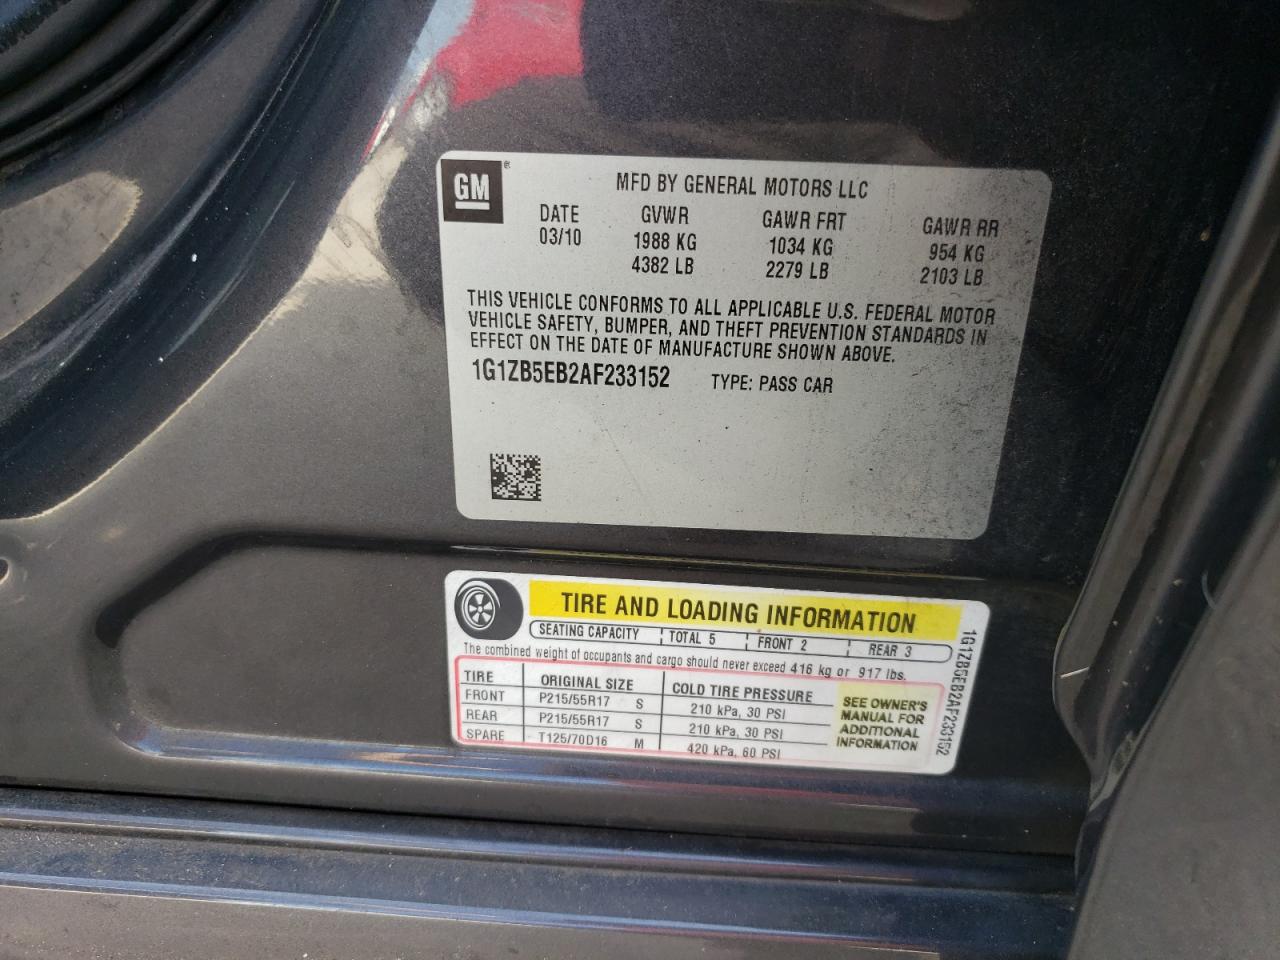 GM
MFD BY GENERAL MOTORS LLC
DATE GVWR GAWR FRT GAWR RR
03/10 1988 KG 1034 KG 954 KG
4382 LB 2279 LB 2103 LB
THIS VEHICLE CONFORMS TO ALL APPLICABLE U.S. FEDERAL MOTOR
VEHICLE SAFETY, BUMPER, AND THEFT PREVENTION STANDARDS IN
EFFECT ON THE DATE OF MANUFACTURE SHOWN ABOVE.
1G1ZB5EB2AF233152 TYPE: PASS CAR
TIRE AND LOADING INFORMATION
SEATING CAPACITY TOTAL 5 FRONT 2 REAR 3
The combined weight of occupants and cargo should never exceed 416 kg or 917 lbs.
TIRE ORIGINAL SIZE COLD TIRE PRESSURE
FRONT P215/55R17 S 210 kPa, 30 PSI
REAR P215/55R17 S 210 kPa, 30 PSI
SPARE T125/70D16 M 420 kPa, 60 PSI
SEE OWNER'S
MANUAL FOR
ADDITIONAL
INFORMATION
1G1ZB5EB2AF233152